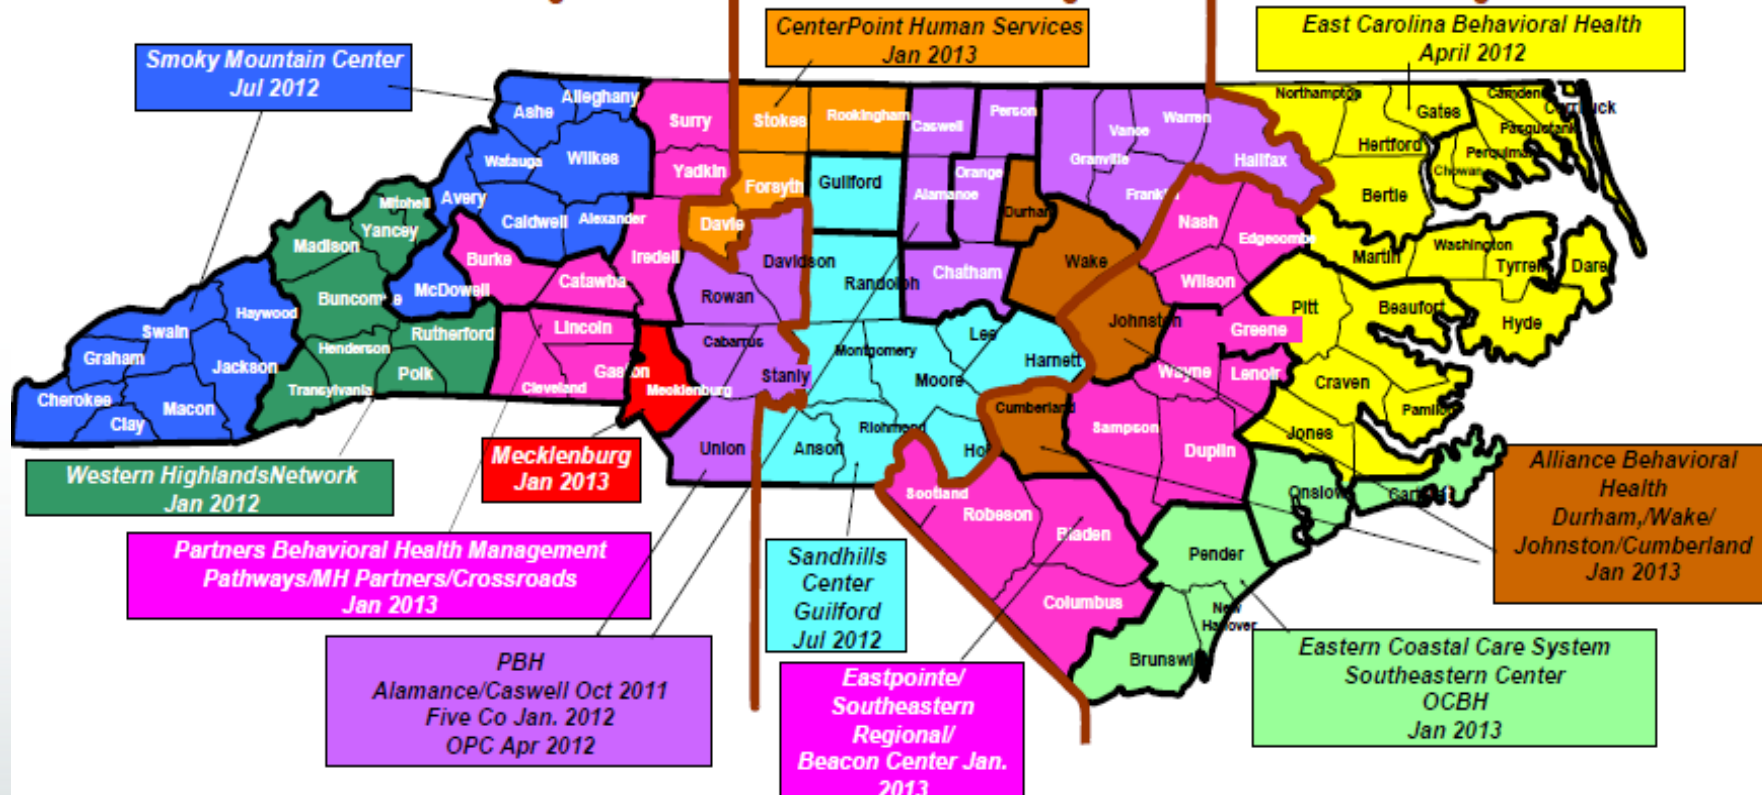 CenterPoint Human Services
Jan 2013
East Carolina Behavioral Health
April 2012
Smoky Mountain Center
Jul 2012
Ashe
Alleghany
Surry
Stokes
Rockingham
Caswell
Person
Vance
Warren
Granville
Halifax
Northampton
Gates
Camden
Hertford
Perquiman
Chowan
Bertie
Watauga
Wilkes
Yadkin
Forsyth
Guilford
Alamance
Orange
Durham
Franklin
Nash
Edgecombe
Mitchell
Avery
Yancey
Caldwell
Alexander
Davie
Madison
Burke
Iredell
Davidson
Randolph
Chatham
Wake
Wilson
Martin
Washington
Tyrrell
Dare
Buncombe
McDowell
Catawba
Rowan
Haywood
Swain
Rutherford
Lincoln
Cabarrus
Montgomery
Lee
Harnett
Johnston
Greene
Pitt
Beaufort
Hyde
Graham
Jackson
Henderson
Polk
Transylvania
Cleveland
Gaston
Mecklenburg
Stanly
Moore
Wayne
Lenoir
Craven
Pamlico
Cherokee
Clay
Macon
Union
Anson
Richmond
Cumberland
Sampson
Duplin
Jones
Onslow
Scotland
Robeson
Bladen
Pender
Columbus
New
Hanover
Western HighlandsNetwork
Jan 2012
Mecklenburg
Jan 2013
Alliance Behavioral
Health
Durham,/Wake/
Johnston/Cumberland
Jan 2013
Partners Behavioral Health Management
Pathways/MH Partners/Crossroads
Jan 2013
Sandhills
Center
Guilford
Jul 2012
PBH
Alamance/Caswell Oct 2011
Five Co Jan. 2012
OPC Apr 2012
Eastpointe/
Southeastern
Regional/
Beacon Center Jan.
2013
Eastern Coastal Care System
Southeastern Center
OCBH
Jan 2013